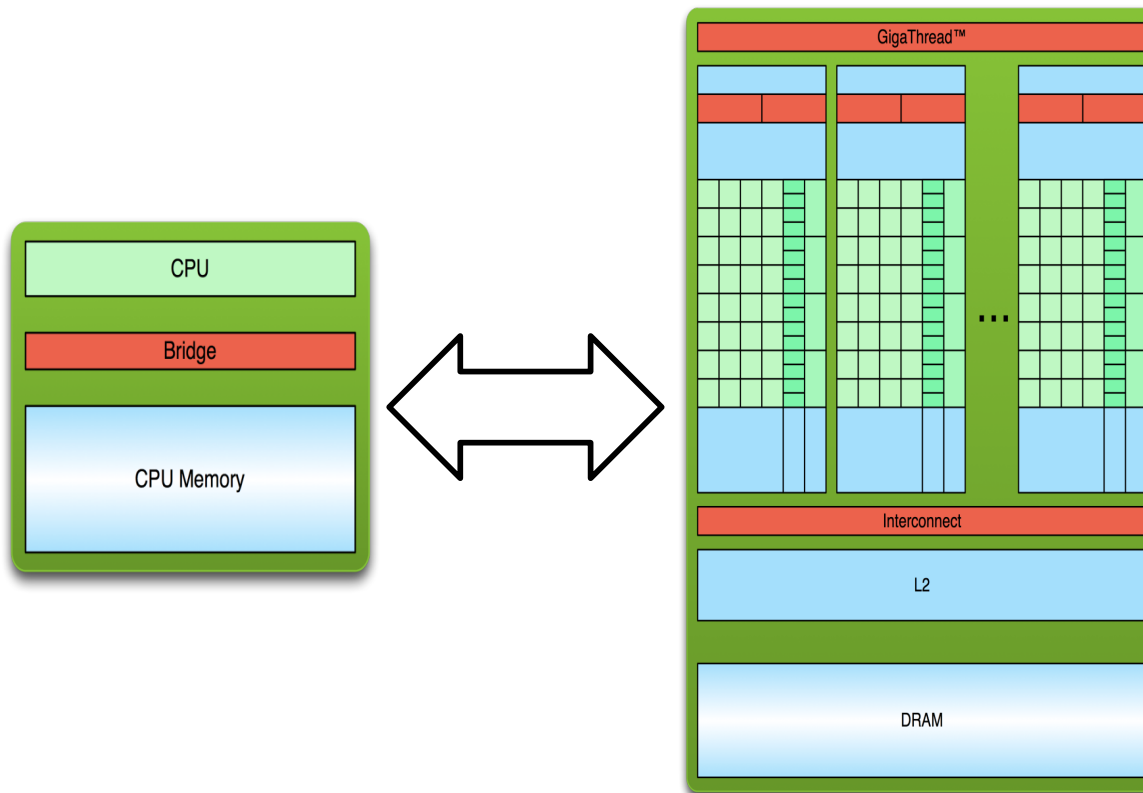 CPU
Bridge
CPU Memory
GigaThread™
...
Interconnect
L2
DRAM